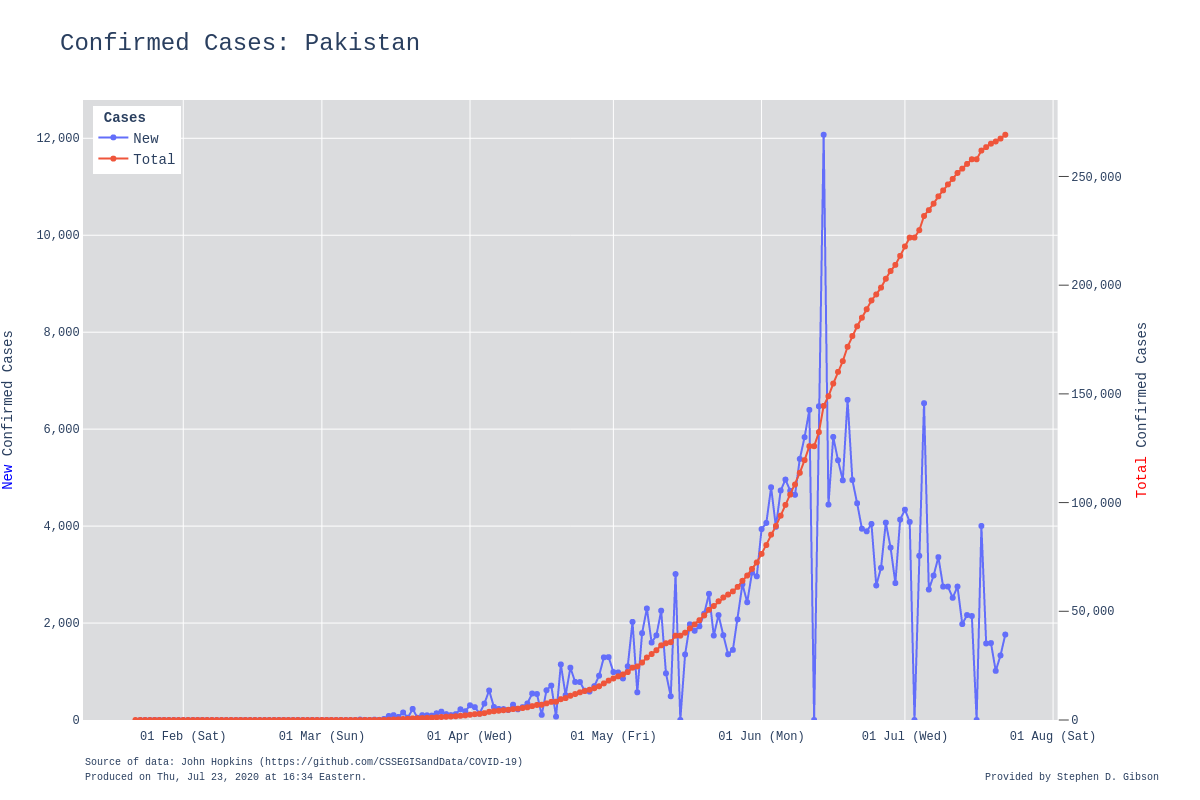 Confirmed Cases: Pakistan
Cases
New
Total
12,000
10,000
8,000
6,000
4,000
2,000
0
250,000
200,000
150,000
100,000
50,000
0
New Confirmed Cases
Total Confirmed Cases
01 Feb (Sat) 01 Mar (Sun) 01 Apr (Wed) 01 May (Fri) 01 Jun (Mon) 01 Jul (Wed) 01 Aug (Sat)
Source of data: John Hopkins (https://github.com/CSSEGISandData/COVID-19)
Produced on Thu, Jul 23, 2020 at 16:34 Eastern.
Provided by Stephen D. Gibson